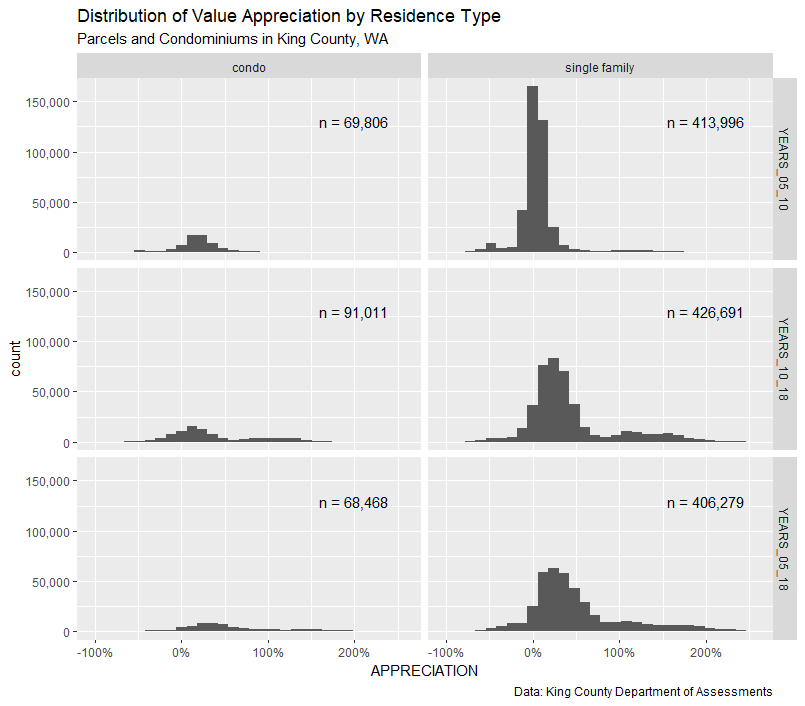 Distribution of Value Appreciation by Residence Type
Parcels and Condominiums in King County, WA
condo
single family
150,000
100,000
50,000
0
n = 69,806
n = 413,996
YEARS_05_10
150,000
100,000
50,000
0
n = 91,011
n = 426,691
YEARS_10_18
count
150,000
100,000
50,000
0
n = 68,468
n = 406,279
YEARS_05_18
-100%
0%
100%
200%
-100%
0%
100%
200%
APPRECIATION
Data: King County Department of Assessments